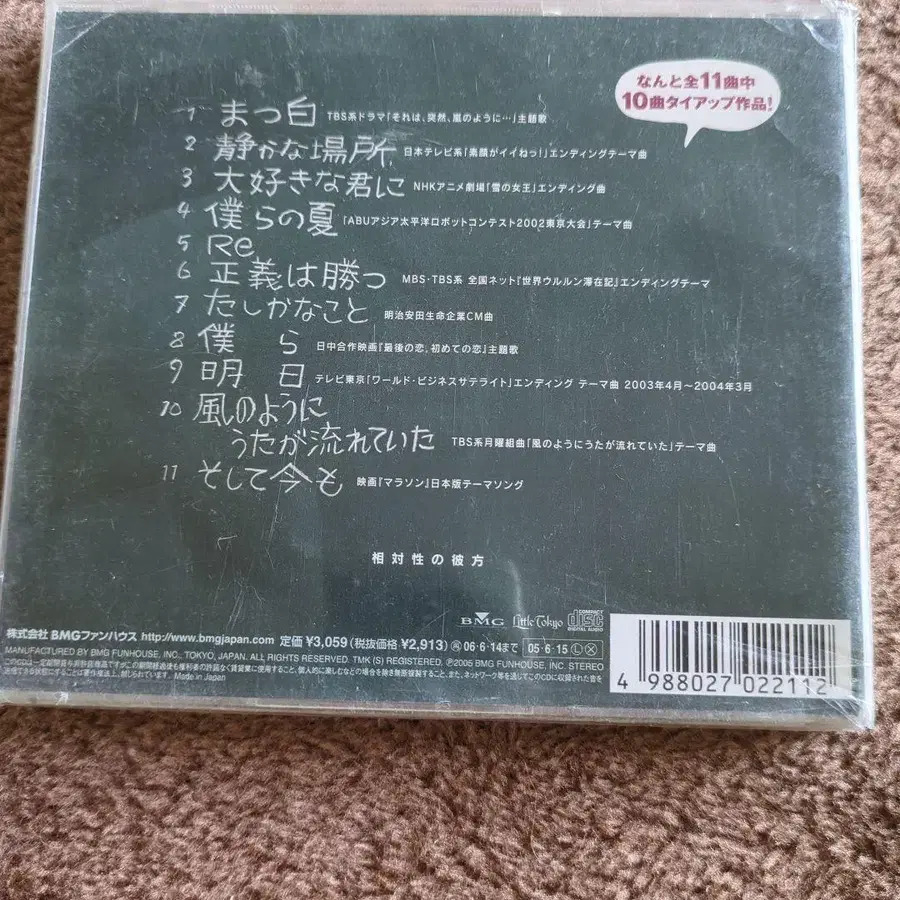 なんと全11曲中
10曲タイアップ作品!
1 まっ白 TBS系ドラマ「それは、突然、嵐のように…」主題歌
2 静かな場所 日本テレビ系「素顔がイイねっ!」エンディングテーマ曲
3 大好きな君に NHKアニメ劇場「雪の女王」エンディング曲
4 僕らの夏 「ABUアジア太平洋ロボットコンテスト2002東京大会」テーマ曲
5 Re
6 正義は勝つ MBS・TBS系 全国ネット『世界ウルルン滞在記』エンディングテーマ
7 たしかなこと 明治安田生命企業CM曲
8 僕ら 日中合作映画『最後の恋, 初めての恋』主題歌
9 明日 テレビ東京「ワールド・ビジネスサテライト」エンディング テーマ曲 2003年4月〜2004年3月
10 風のように
うたが流れていた TBS系月曜組曲「風のようにうたが流れていた」テーマ曲
11 そして今も 映画『マラソン』日本版テーマソング
相対性の彼方
BMG Little Tokyo COMPACT disc DIGITAL AUDIO
株式会社 BMGファンハウス http://www.bmgjapan.com 定価 ¥3,059 (税抜価格 ¥2,913) 再 06・6・14まで 05・6・15 Ⓛ Ⓧ
MANUFACTURED BY BMG FUNHOUSE, INC., TOKYO, JAPAN. ALL RIGHTS RESERVED. TMK (S) REGISTERED. ℗2005 BMG FUNHOUSE, INC. STEREO
Made in Japan
4 988027 022112